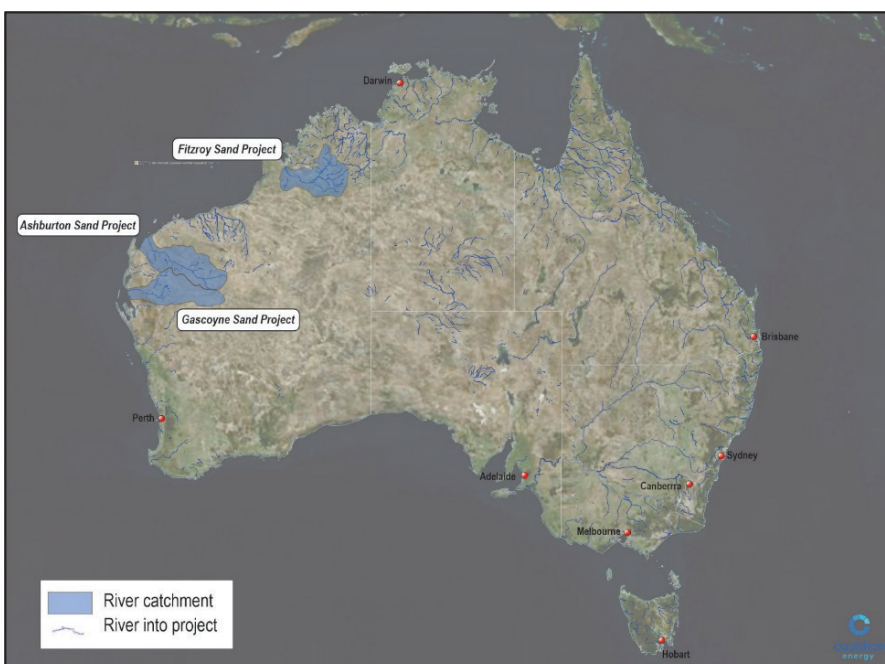 Darwin
Fitzroy Sand Project
Ashburton Sand Project
Gascoyne Sand Project
Brisbane
Perth
Sydney
Adelaide
Canberrra
Melbourne
River catchment
River into project
Hobart
energy